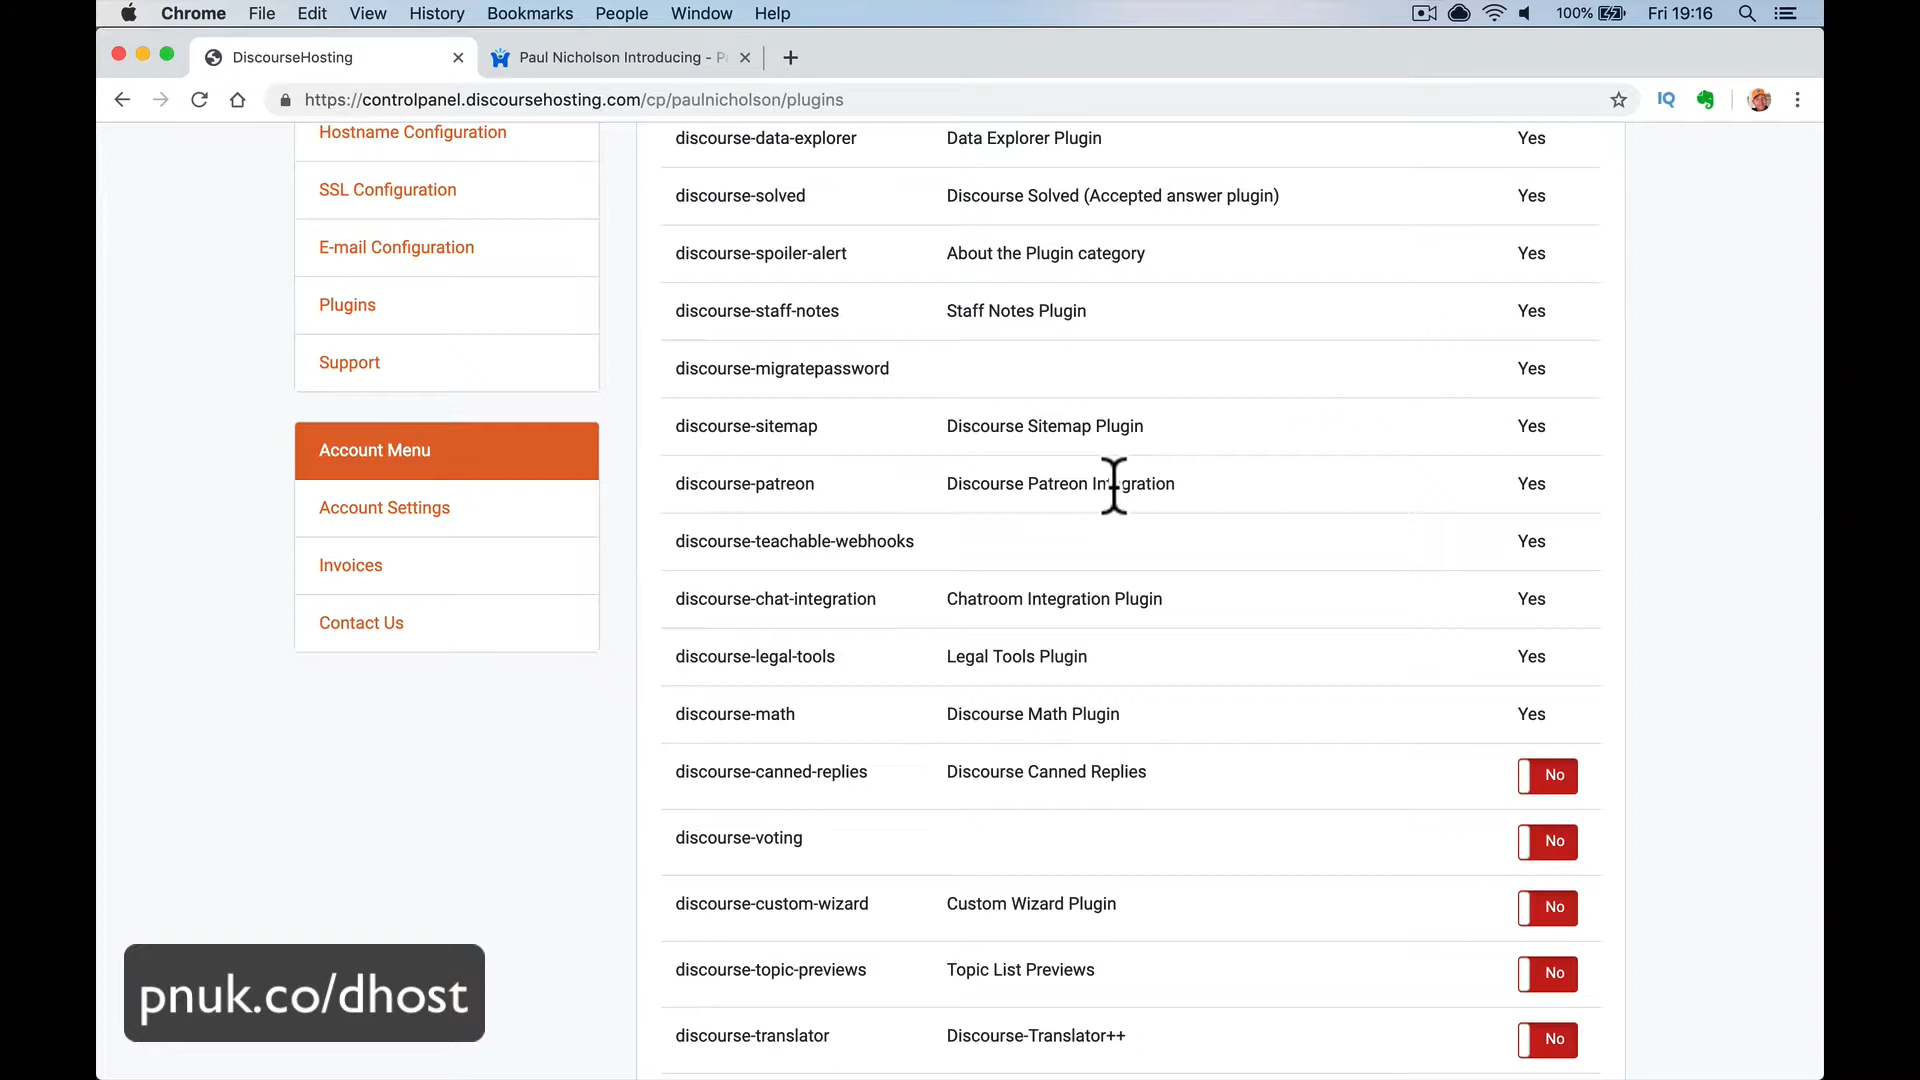 Chrome File Edit View History Bookmarks People Window Help 100% Fri 19:16
DiscourseHosting Paul Nicholson Introducing - P
https://controlpanel.discoursehosting.com/cp/paulnicholson/plugins IQ
Hostname Configuration
SSL Configuration
E-mail Configuration
Plugins
Support
Account Menu
Account Settings
Invoices
Contact Us
discourse-data-explorer Data Explorer Plugin Yes
discourse-solved Discourse Solved (Accepted answer plugin) Yes
discourse-spoiler-alert About the Plugin category Yes
discourse-staff-notes Staff Notes Plugin Yes
discourse-migratepassword Yes
discourse-sitemap Discourse Sitemap Plugin Yes
discourse-patreon Discourse Patreon Integration Yes
discourse-teachable-webhooks Yes
discourse-chat-integration Chatroom Integration Plugin Yes
discourse-legal-tools Legal Tools Plugin Yes
discourse-math Discourse Math Plugin Yes
discourse-canned-replies Discourse Canned Replies No
discourse-voting No
discourse-custom-wizard Custom Wizard Plugin No
discourse-topic-previews Topic List Previews No
discourse-translator Discourse-Translator++ No
pnuk.co/dhost